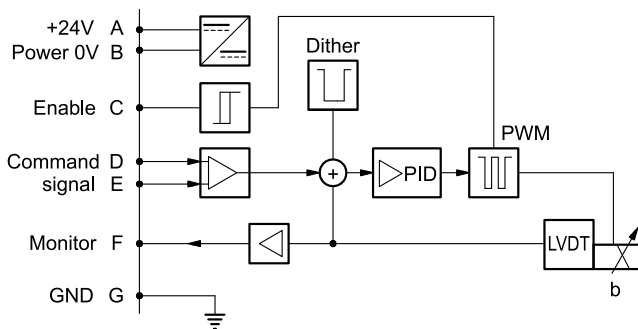 +24V A
Power 0V B
Dither
Enable C
PWM
Command D
signal E
+
PID
Monitor F
LVDT
b
GND G